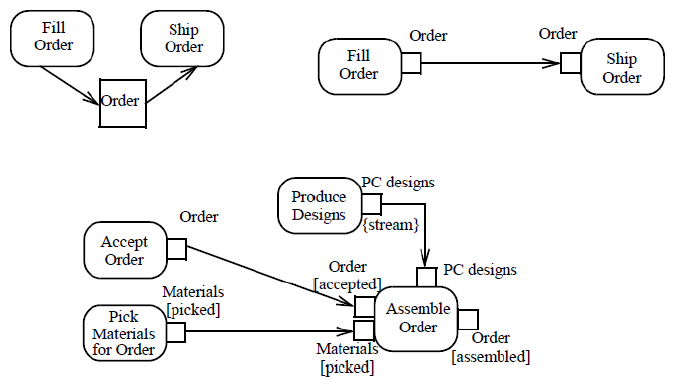 Fill
Order
Ship
Order
Order
Fill
Order
Order
Order
Ship
Order
Produce
Designs
PC designs
{stream}
PC designs
Accept
Order
Order
Order
[accepted]
Pick
Materials
for Order
Materials
[picked]
Materials
[picked]
Assemble
Order
Order
[assembled]